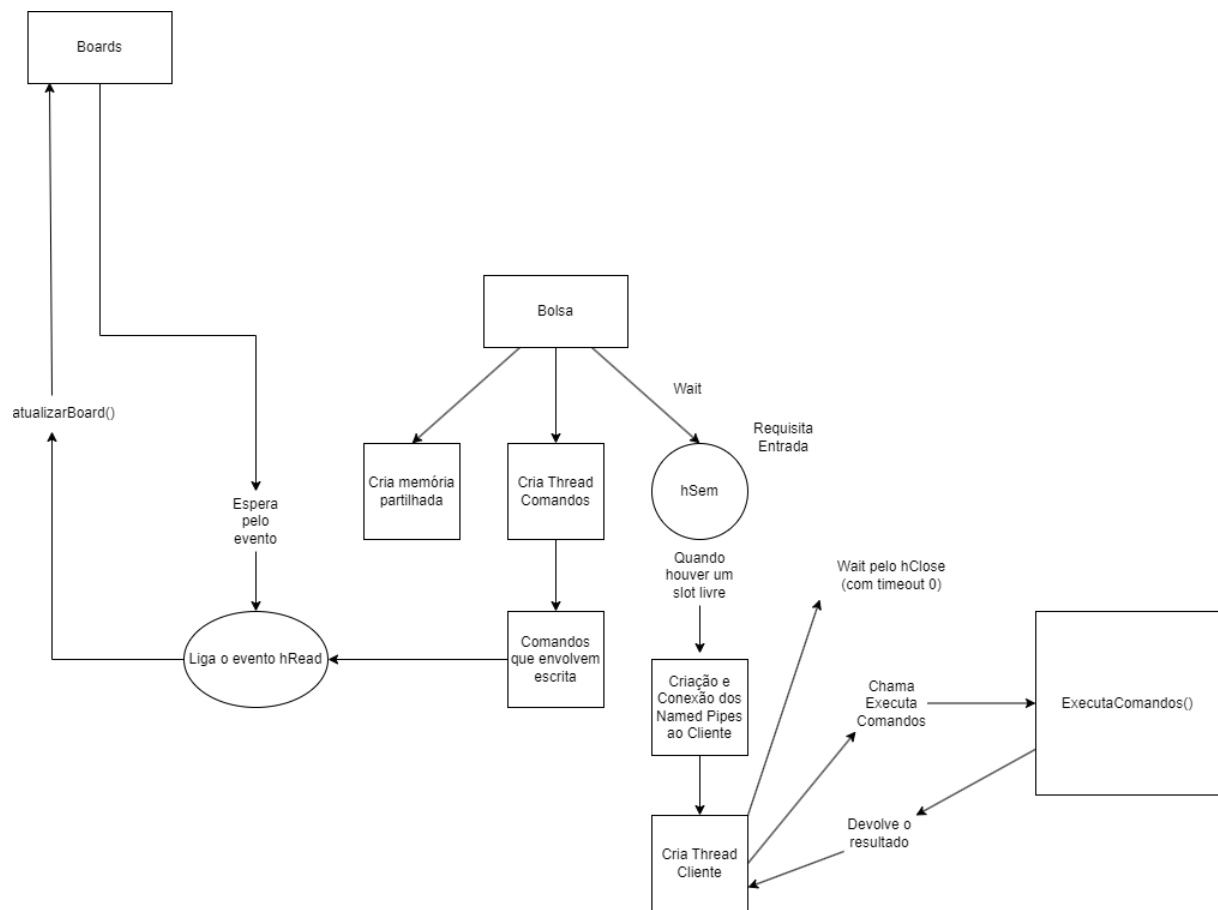 Boards
Bolsa
Wait
atualizarBoard()
Requisita
Entrada
Cria memória
partilhada
Cria Thread
Comandos
hSem
Espera
pelo
evento
Quando
houver um
slot livre
Wait pelo hClose
(com timeout 0)
Liga o evento hRead
Comandos
que envolvem
escrita
Criação e
Conexão dos
Named Pipes
ao Cliente
Chama
Executa
Comandos
ExecutaComandos()
Devolve o
resultado
Cria Thread
Cliente